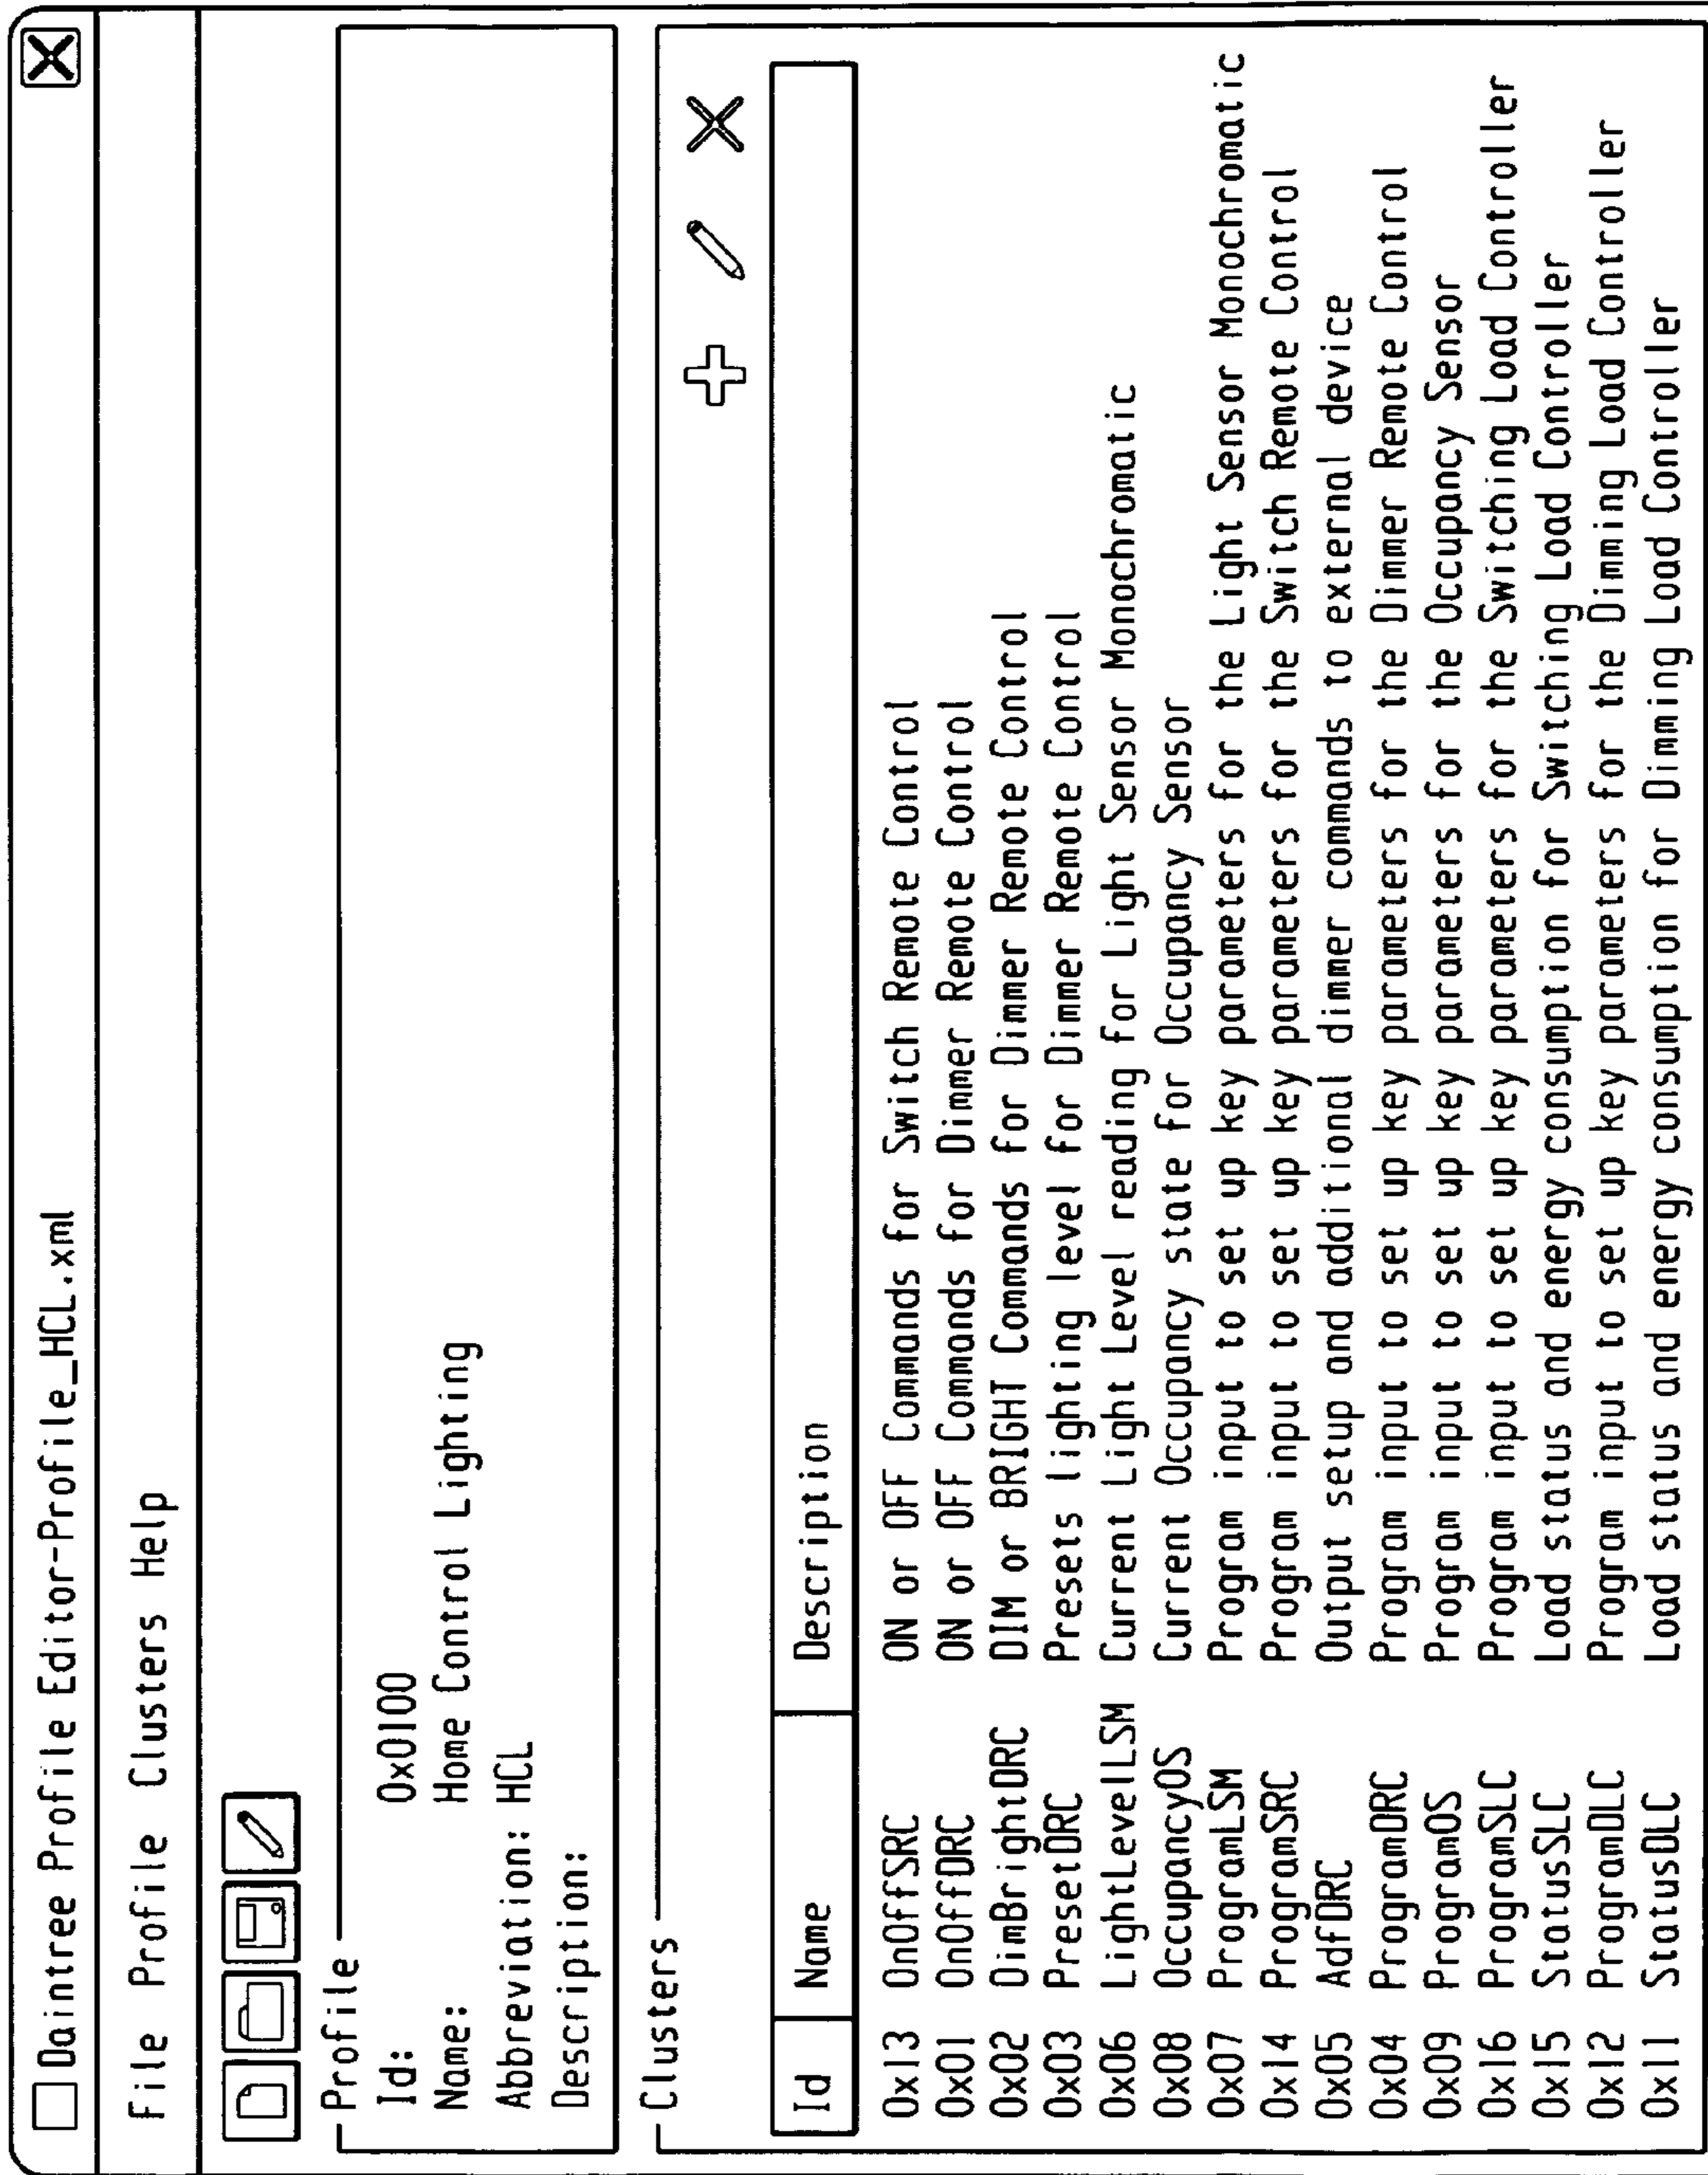 Daintree Profile Editor-Profile_HCL.xml
File Profile Clusters Help
Profile
Id: 0x0100
Name: Home Control Lighting
Abbreviation: HCL
Description:
Clusters
Id Name Description
0x13 OnOffSRC ON or OFF Commands for Switch Remote Control
0x01 OnOffDRC ON or OFF Commands for Dimmer Remote Control
0x02 DimBrightDRC DIM or BRIGHT Commands for Dimmer Remote Control
0x03 PresetDRC Presets lighting level for Dimmer Remote Control
0x06 LightLevelLSM Current Light Level reading for Light Sensor Monochromatic
0x08 OccupancyOS Current Occupancy state for Occupancy Sensor
0x07 ProgramLSM Program input to set up key parameters for the Light Sensor Monochromatic
0x14 ProgramSRC Program input to set up key parameters for the Switch Remote Control
0x05 AdfDRC Output setup and additional dimmer commands to external device
0x04 ProgramDRC Program input to set up key parameters for the Dimmer Remote Control
0x09 ProgramOS Program input to set up key parameters for the Occupancy Sensor
0x16 ProgramSLC Program input to set up key parameters for the Switching Load Controller
0x15 StatusSLC Load status and energy consumption for Switching Load Controller
0x12 ProgramDLC Program input to set up key parameters for the Dimming Load Controller
0x11 StatusDLC Load status and energy consumption for Dimming Load Controller